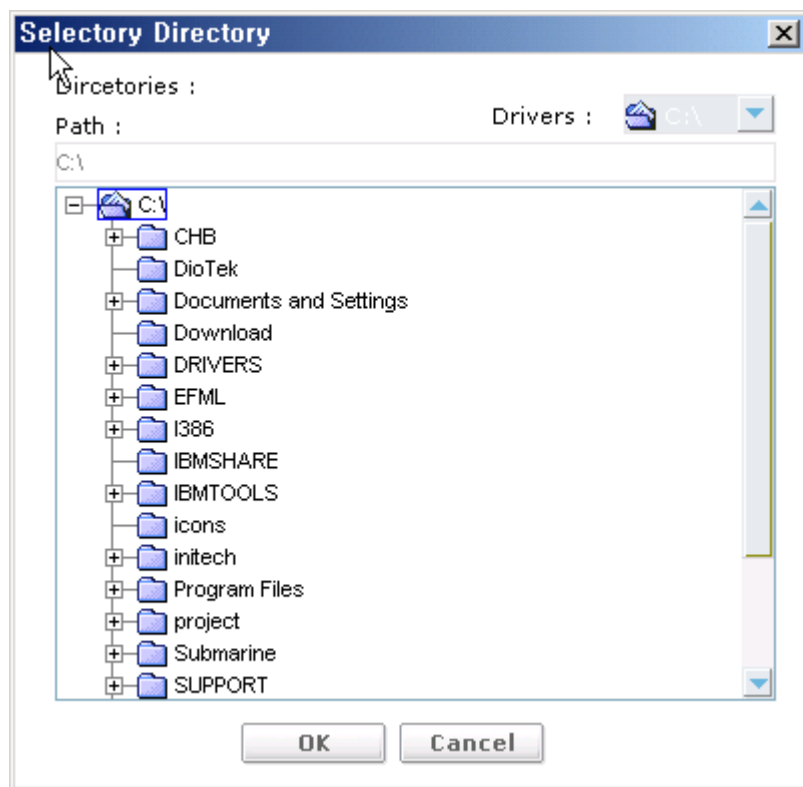 Selectory Directory
Dircetories :
Drivers : C:\
Path :
C:\
C:\
CHB
DioTek
Documents and Settings
Download
DRIVERS
EFML
I386
IBMSHARE
IBMTOOLS
icons
initech
Program Files
project
Submarine
SUPPORT
OK Cancel